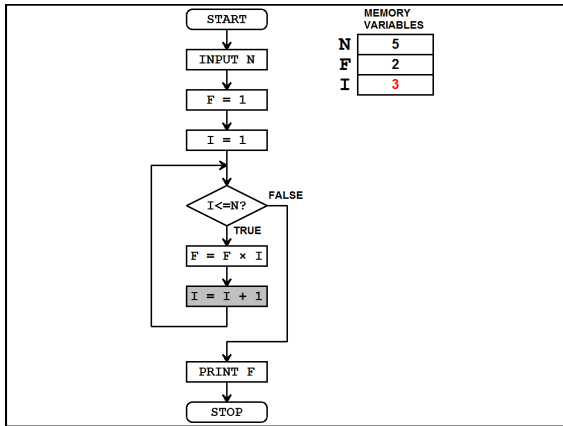 START
INPUT N
F = 1
I = 1
I<=N?
FALSE
TRUE
F = F × I
I = I + 1
PRINT F
STOP
MEMORY
VARIABLES
N 5
F 2
I 3